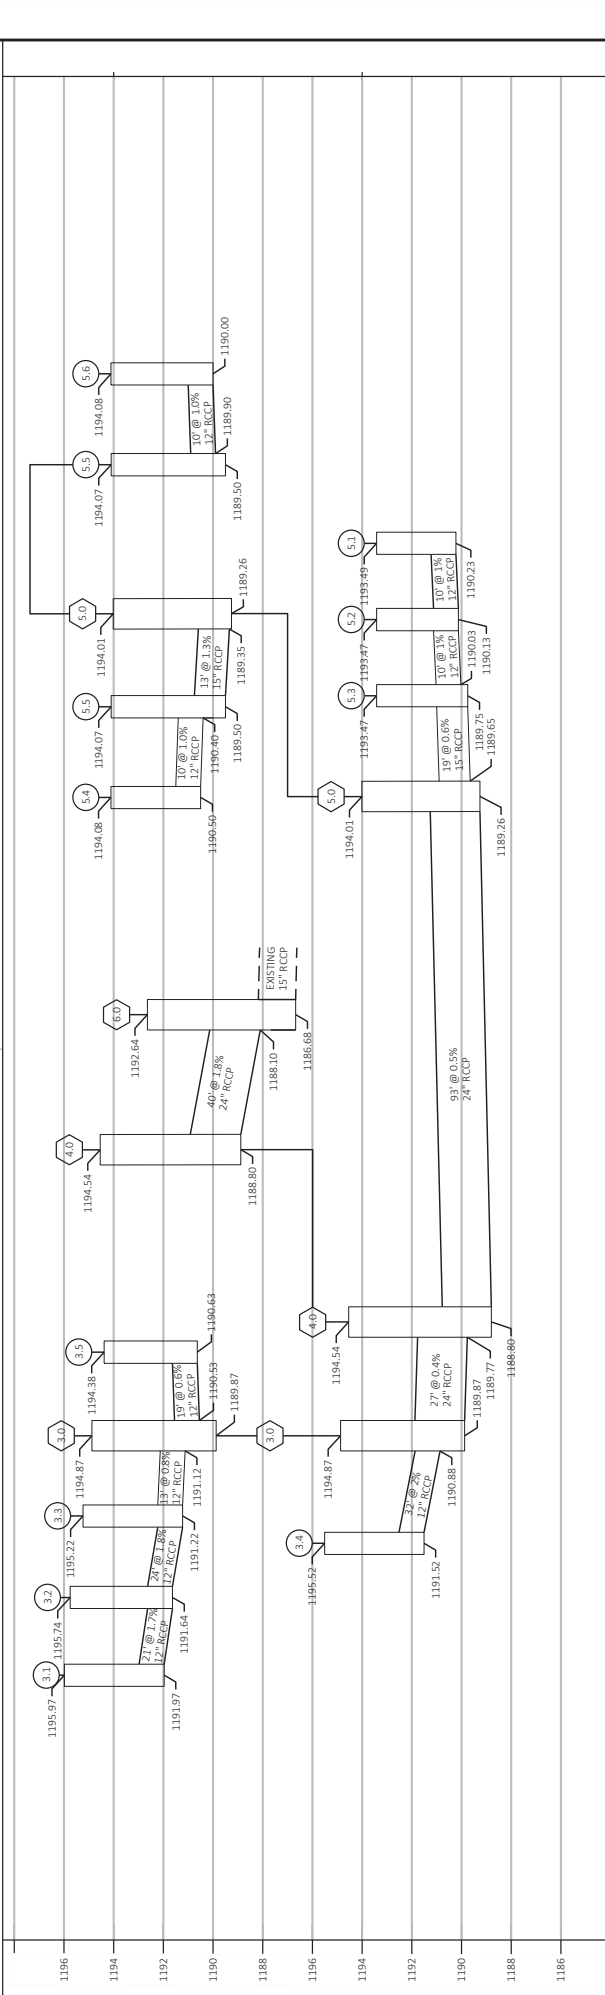 5.6
1194.08
1190.00
10' @ 1.0%
12" RCCP
1189.90
5.5
1194.07
1189.50
5.0
1194.01
1189.26
13' @ 1.3%
15" RCCP
1189.35
5.5
1194.07
1189.50
10' @ 1.0%
12" RCCP
1190.40
5.4
1194.08
1190.50
5.1
1193.49
1190.23
10' @ 1%
12" RCCP
5.2
1193.47
1190.13
10' @ 1%
12" RCCP
1190.03
5.3
1193.47
1189.75
19' @ 0.6%
15" RCCP
1189.65
5.0
1194.01
1189.26
93' @ 0.5%
24" RCCP
EXISTING
15" RCCP
6.0
1192.64
1186.68
1188.10
40' @ 1.8%
24" RCCP
4.0
1194.54
1188.80
4.0
1194.54
1188.80
1189.77
27' @ 0.4%
24" RCCP
1189.87
3.0
1194.87
1190.88
32' @ 2%
12" RCCP
3.4
1195.52
1191.52
3.5
1194.38
1190.63
19' @ 0.6%
12" RCCP
1190.53
3.0
1194.87
1189.87
1191.12
13' @ 0.8%
12" RCCP
3.3
1195.22
1191.22
24' @ 1.8%
12" RCCP
3.2
1195.74
1191.64
21' @ 1.7%
12" RCCP
3.1
1195.97
1191.97
1196
1194
1192
1190
1188
1196
1194
1192
1190
1188
1186